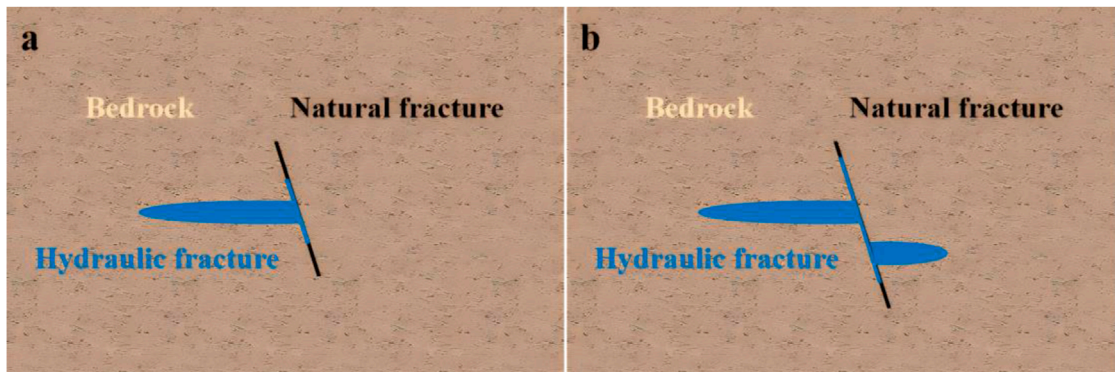 a
Bedrock Natural fracture
Hydraulic fracture
b
Bedrock Natural fracture
Hydraulic fracture